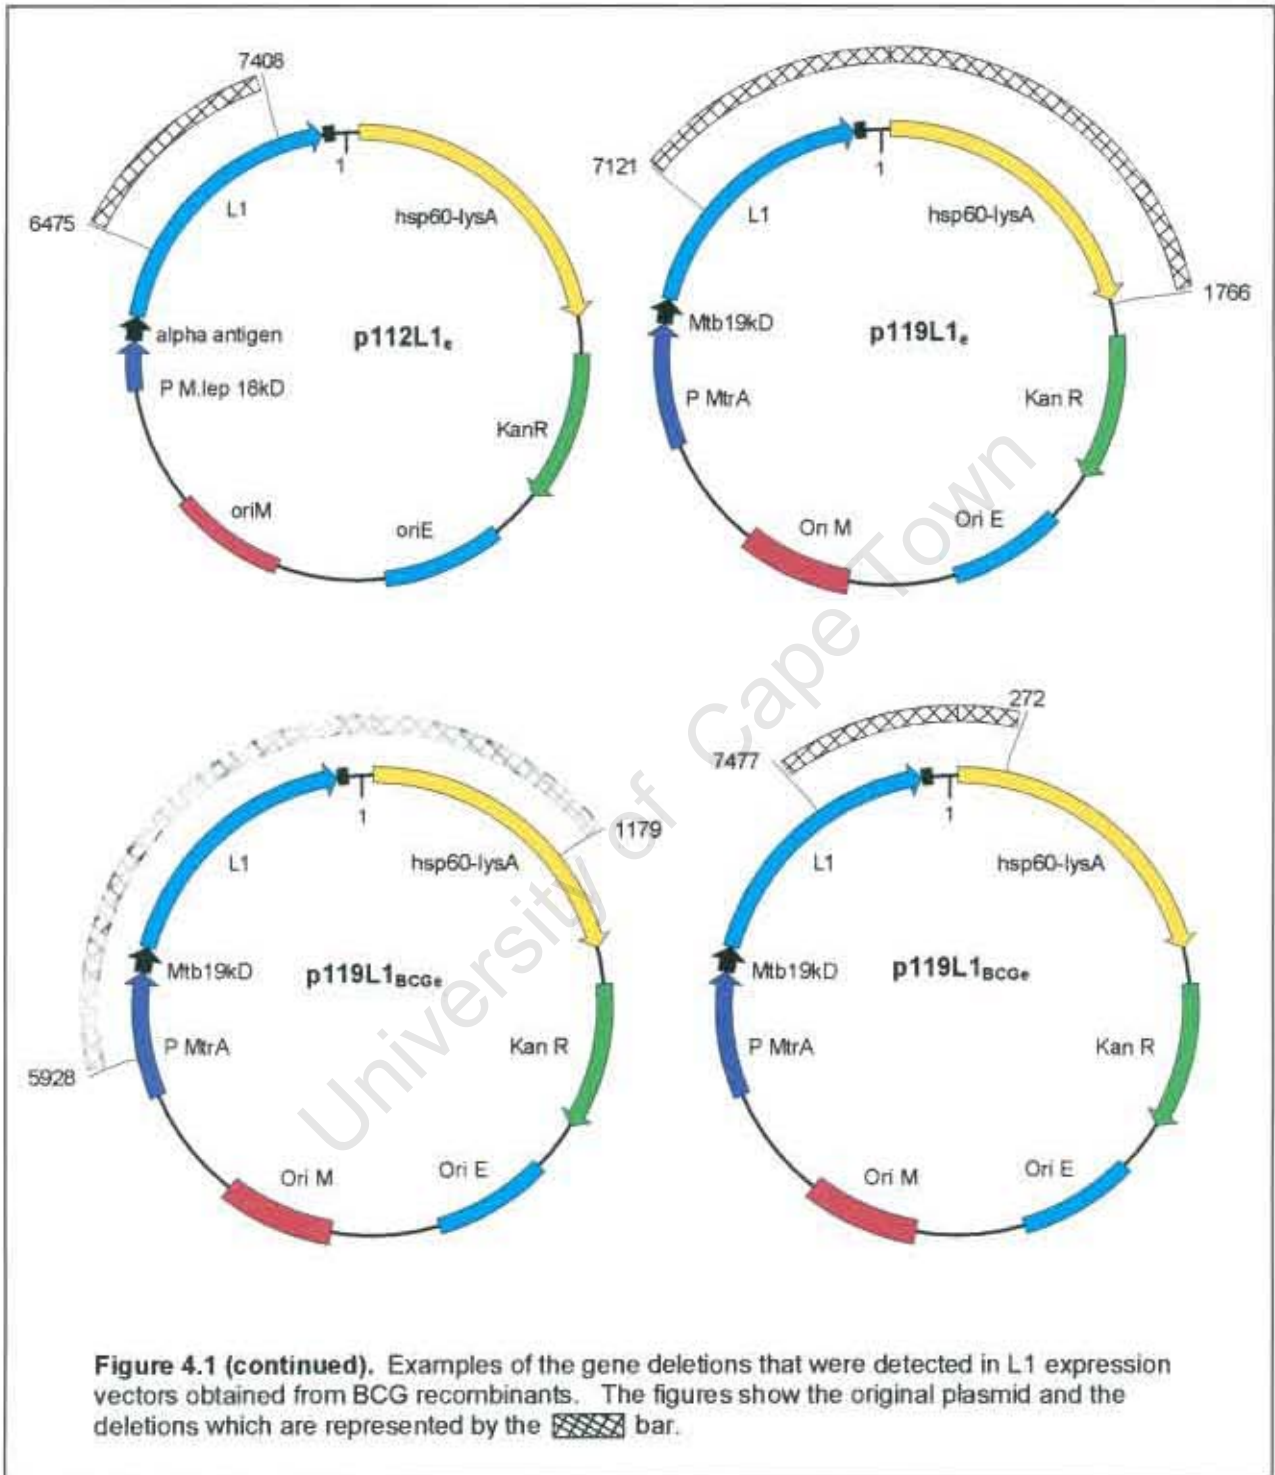 7408
6475
1
L1
hsp60-lysA
alpha antigen
p112L1e
P M.lep 18kD
KanR
oriM
oriE
7121
1
L1
hsp60-lysA
1766
Mtb19kD
p119L1e
P MtrA
Kan R
Ori M
Ori E
1
1179
L1
hsp60-lysA
Mtb19kD
p119L1BCGe
P MtrA
Kan R
5928
Ori M
Ori E
272
7477
1
L1
hsp60-lysA
Mtb19kD
p119L1BCGe
P MtrA
Kan R
Ori M
Ori E
University of Cape Town
Figure 4.1 (continued). Examples of the gene deletions that were detected in L1 expression
vectors obtained from BCG recombinants. The figures show the original plasmid and the
deletions which are represented by the bar.